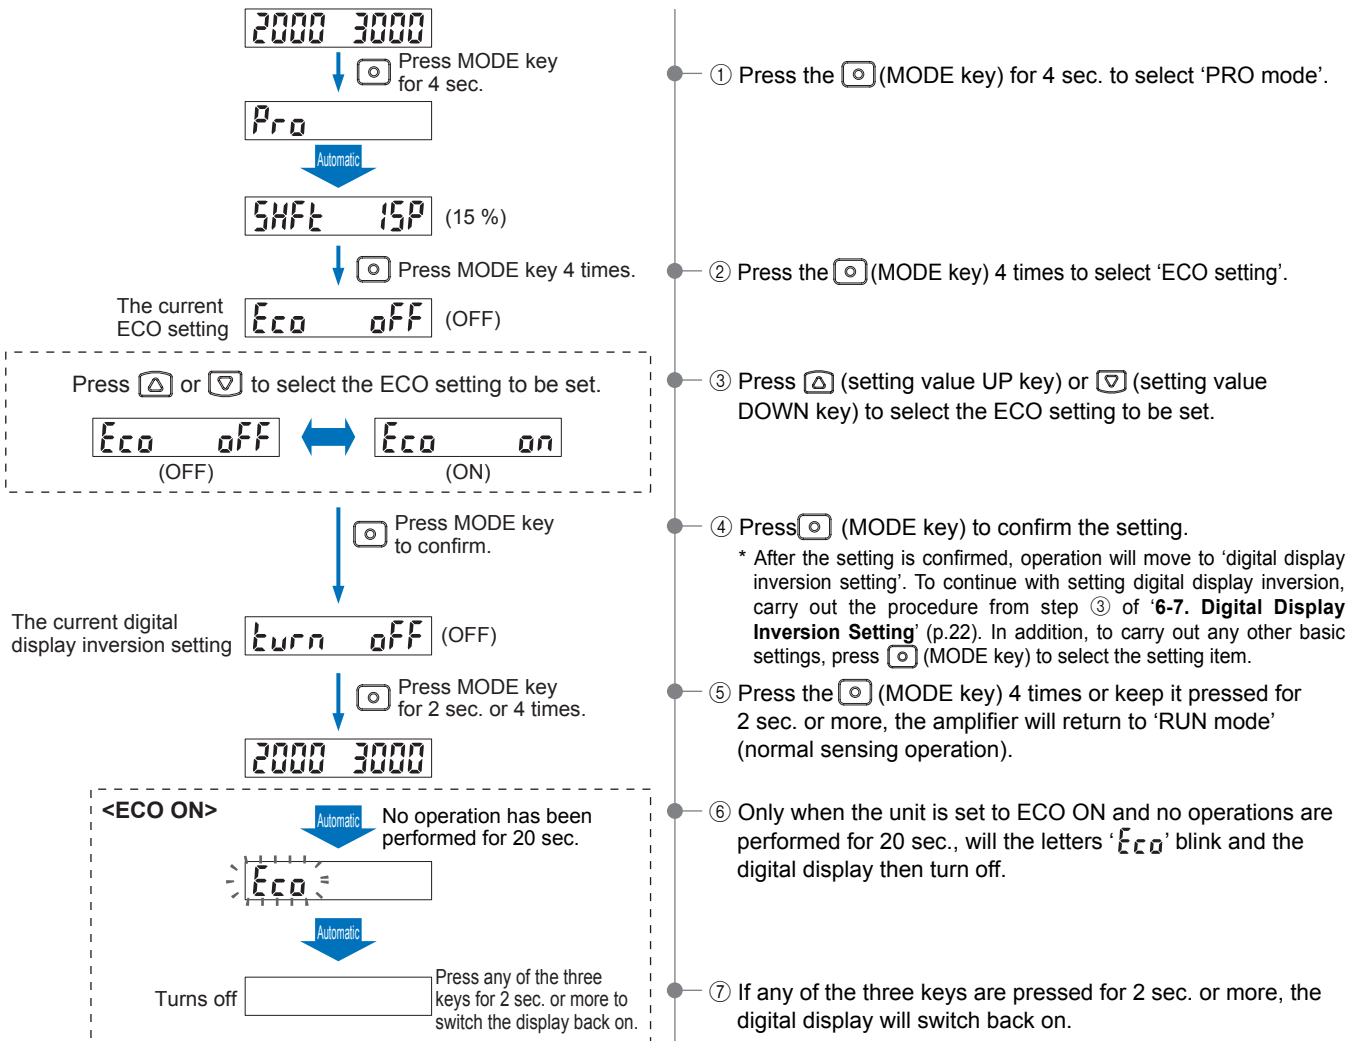 2000 3000
Press MODE key
for 4 sec.
Pro
Automatic
SHFt 15P (15 %)
Press MODE key 4 times.
The current
ECO setting
Eco oFF (OFF)
Press or to select the ECO setting to be set.
Eco oFF Eco on
(OFF) (ON)
Press MODE key
to confirm.
The current digital
display inversion setting
turn oFF (OFF)
Press MODE key
for 2 sec. or 4 times.
2000 3000
<ECO ON>
Automatic
No operation has been
performed for 20 sec.
Eco
Automatic
Turns off
Press any of the three
keys for 2 sec. or more to
switch the display back on.
① Press the (MODE key) for 4 sec. to select ‘PRO mode’.
② Press the (MODE key) 4 times to select ‘ECO setting’.
③ Press (setting value UP key) or (setting value
DOWN key) to select the ECO setting to be set.
④ Press (MODE key) to confirm the setting.
* After the setting is confirmed, operation will move to ‘digital display
inversion setting’. To continue with setting digital display inversion,
carry out the procedure from step ③ of ‘6-7. Digital Display
Inversion Setting’ (p.22). In addition, to carry out any other basic
settings, press (MODE key) to select the setting item.
⑤ Press the (MODE key) 4 times or keep it pressed for
2 sec. or more, the amplifier will return to ‘RUN mode’
(normal sensing operation).
⑥ Only when the unit is set to ECO ON and no operations are
performed for 20 sec., will the letters ‘Eco’ blink and the
digital display then turn off.
⑦ If any of the three keys are pressed for 2 sec. or more, the
digital display will switch back on.